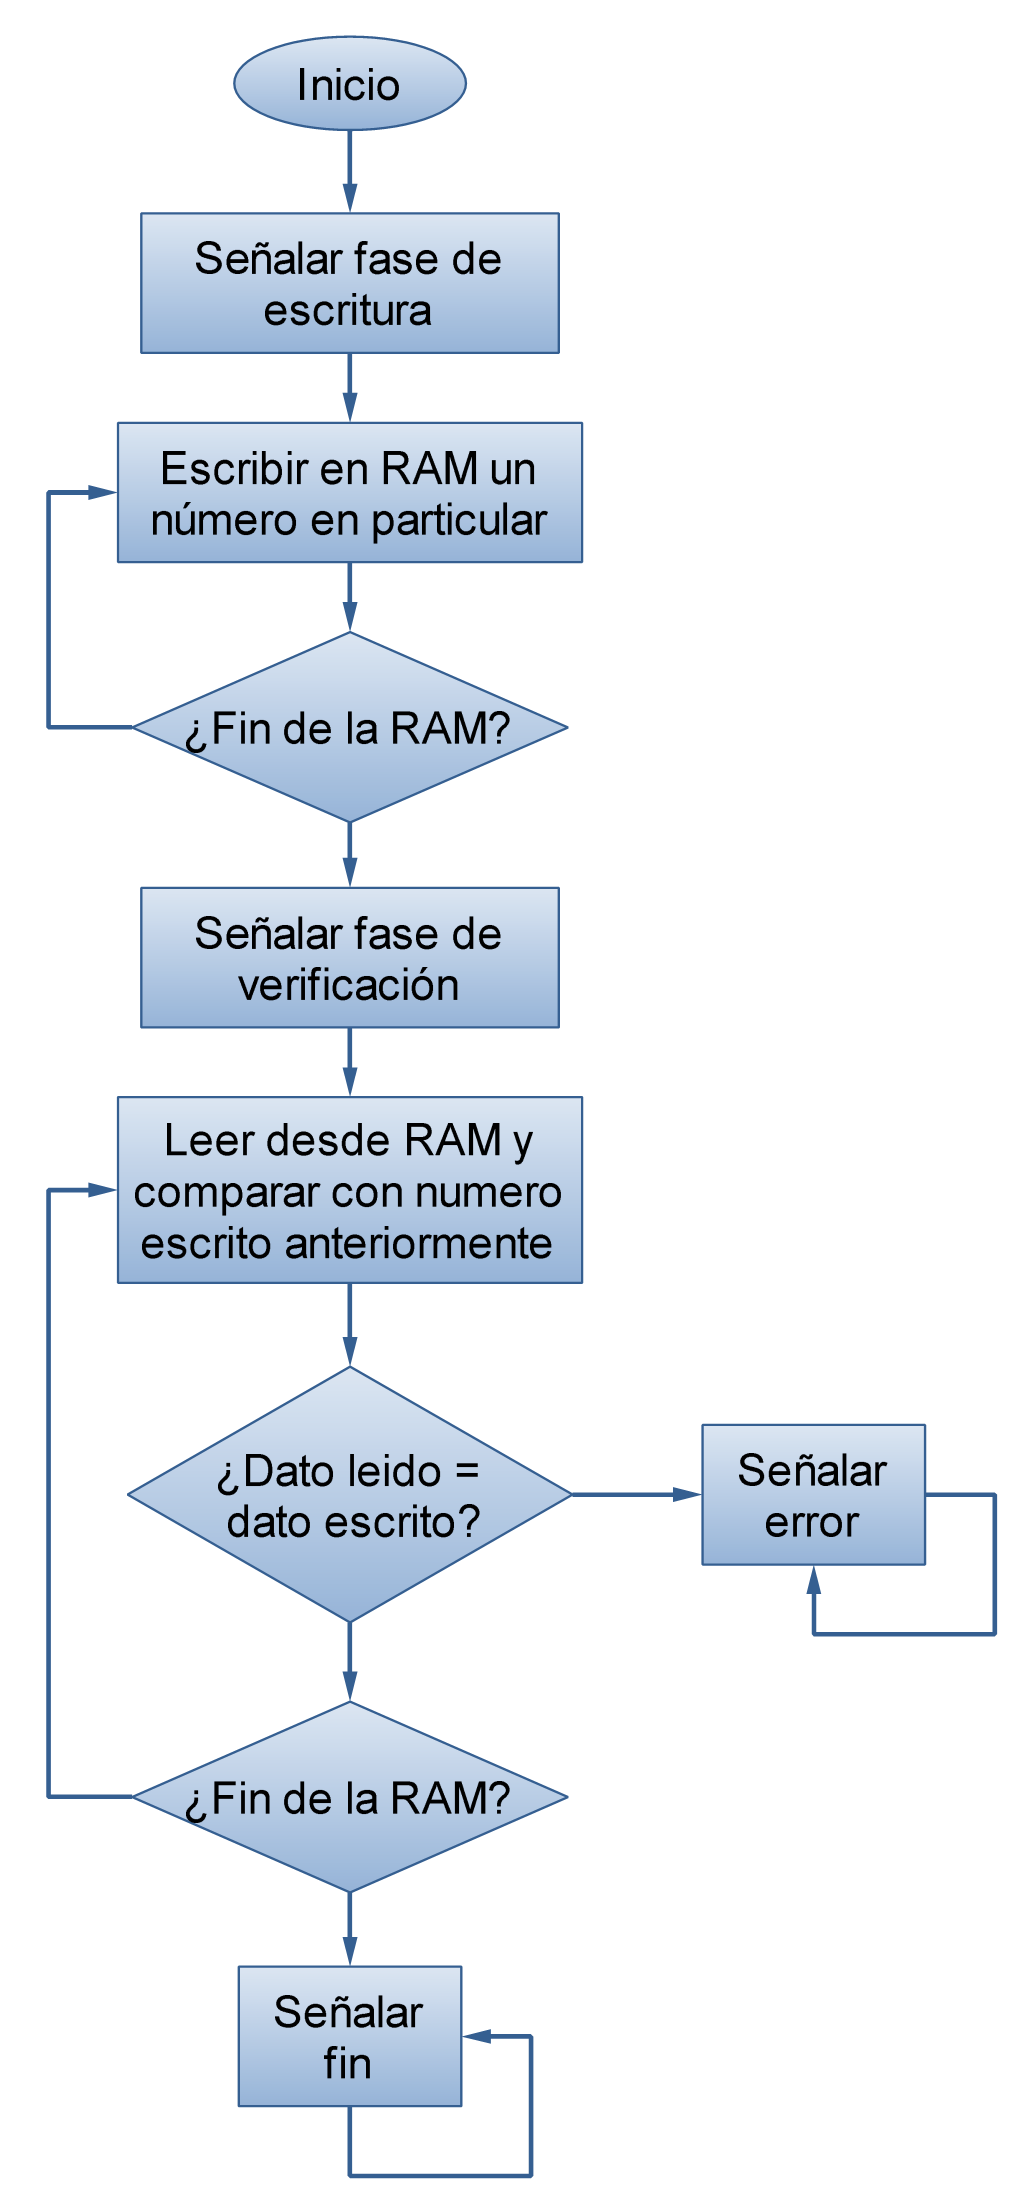 Inicio
Señalar fase de
escritura
Escribir en RAM un
número en particular
¿Fin de la RAM?
Señalar fase de
verificación
Leer desde RAM y
comparar con numero
escrito anteriormente
¿Dato leido =
dato escrito?
Señalar
error
¿Fin de la RAM?
Señalar
fin